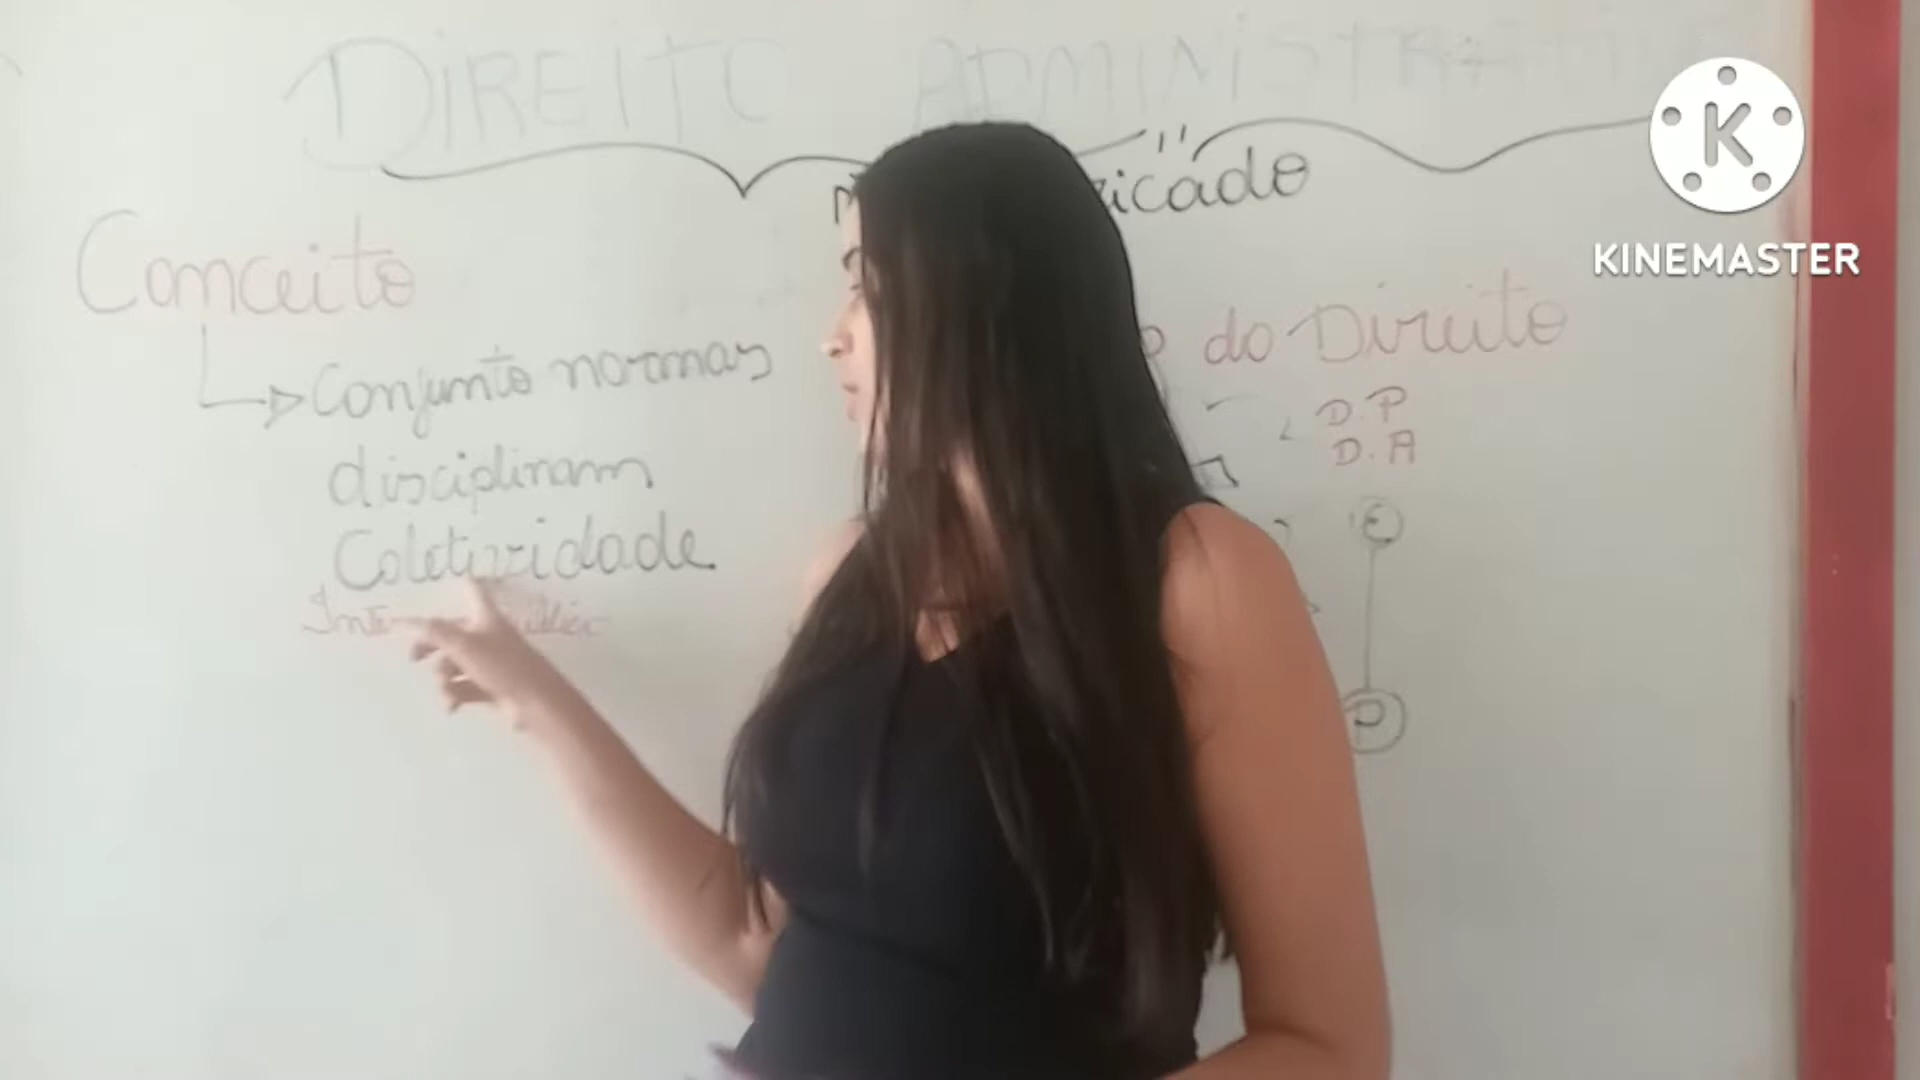 DIREITO ADMINISTRATIVO
Conceito
Conjunto normas
disciplinam
Coletividade
do Direito
D.P
D.A
E
P
KINEMASTER